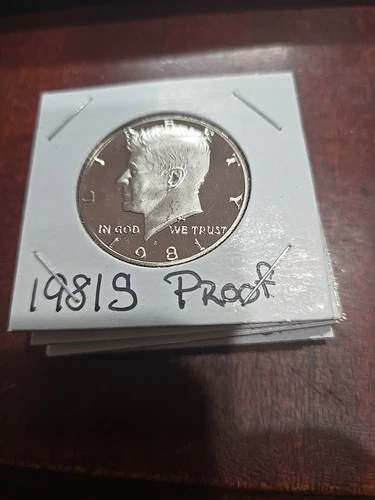 LIBERTY
IN GOD WE TRUST
1981
1981S PROOF